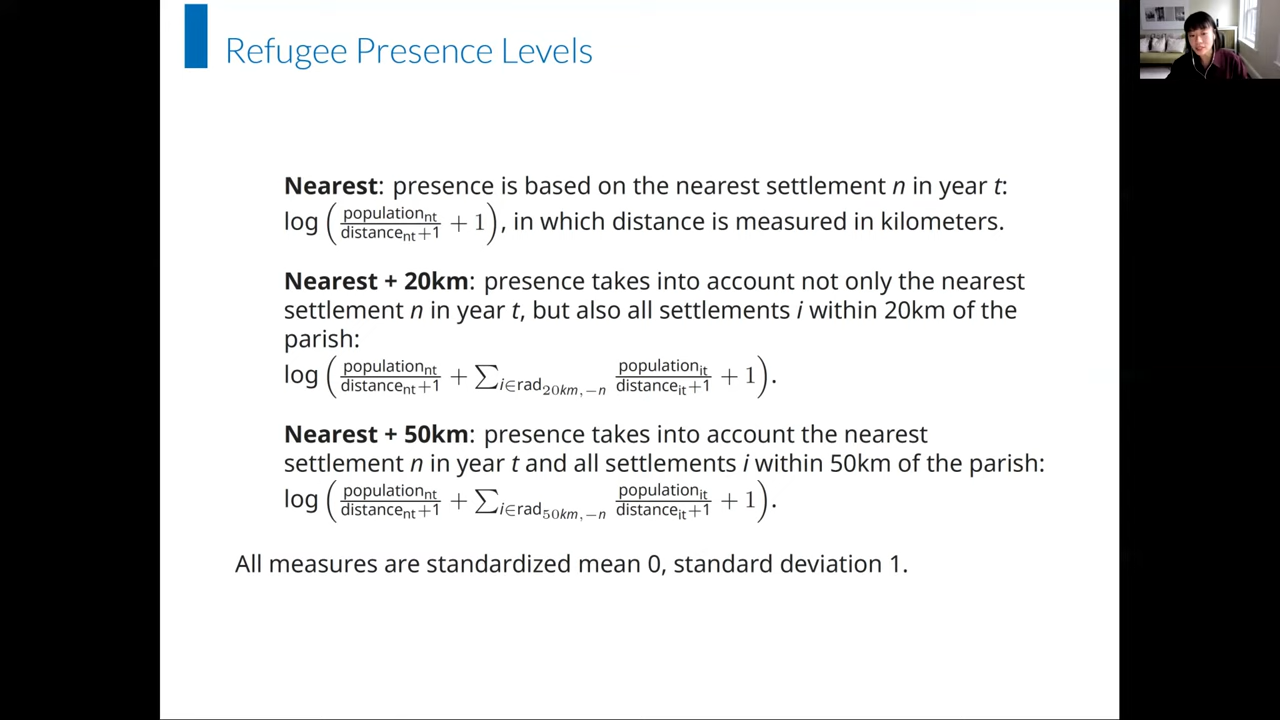 Refugee Presence Levels
Nearest: presence is based on the nearest settlement n in year t:
log ( population_nt / distance_nt+1 + 1 ), in which distance is measured in kilometers.
Nearest + 20km: presence takes into account not only the nearest
settlement n in year t, but also all settlements i within 20km of the
parish:
log ( population_nt / distance_nt+1 + ∑_i∈rad_20km,−n population_it / distance_it+1 + 1 ).
Nearest + 50km: presence takes into account the nearest
settlement n in year t and all settlements i within 50km of the parish:
log ( population_nt / distance_nt+1 + ∑_i∈rad_50km,−n population_it / distance_it+1 + 1 ).
All measures are standardized mean 0, standard deviation 1.